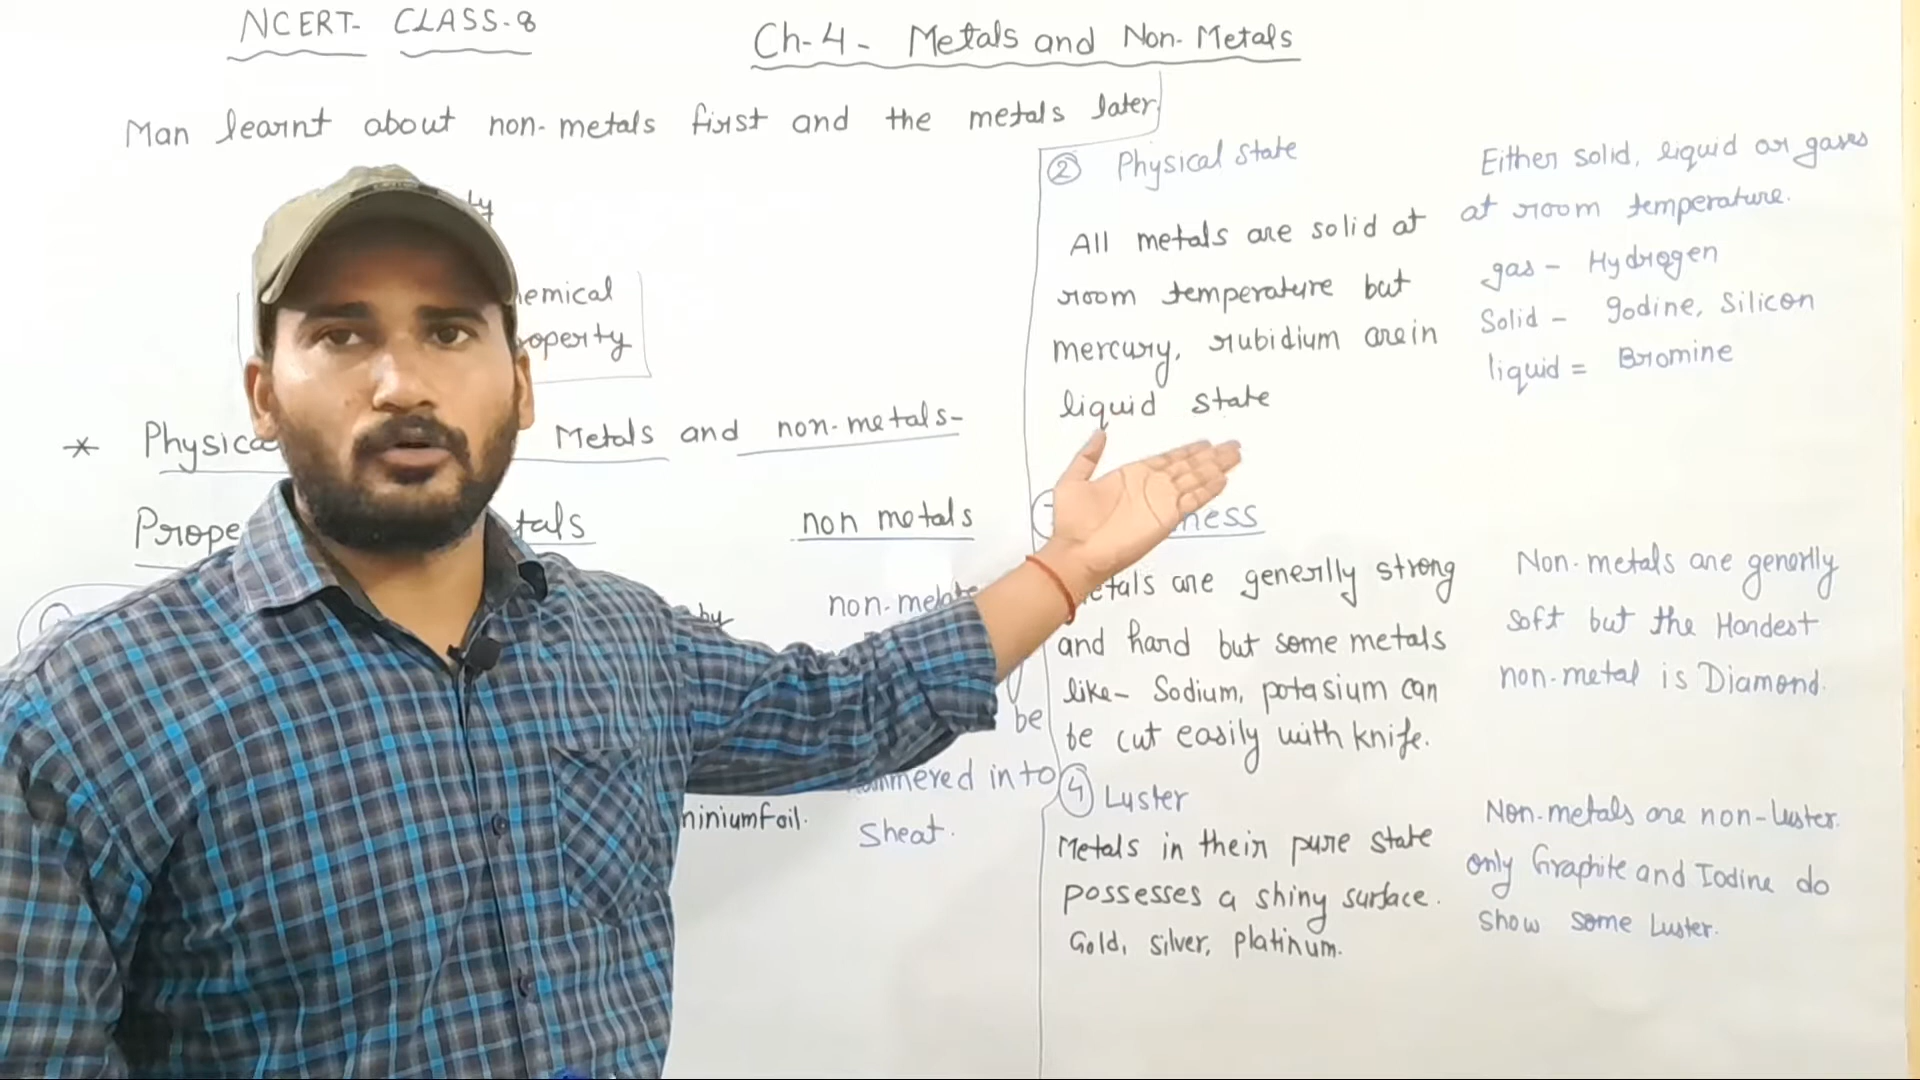 NCERT- CLASS-8
Ch-4- Metals and Non-Metals
Man learnt about non-metals first and the metals later
emical
operty
* Physica Metals and non-metals-
Prope tals non metals
by non-metals
be
mmered into
miniumfoil. Sheat.
② Physical state
All metals are solid at
room temperature but
mercury, rubidium are in
liquid state
Either solid, liquid or gases
at room temperature.
gas - Hydrogen
Solid - Iodine, Silicon
liquid = Bromine
ness
etals are generlly strong
and hard but some metals
like- Sodium, potasium can
be cut easily with knife.
Non-metals are generlly
soft but the Hardest
non-metal is Diamond.
④ Luster
Metals in their pure state
possesses a shiny surface.
Gold, silver, platinum.
Non-metals are non-luster.
only Graphite and Iodine do
show some Luster.